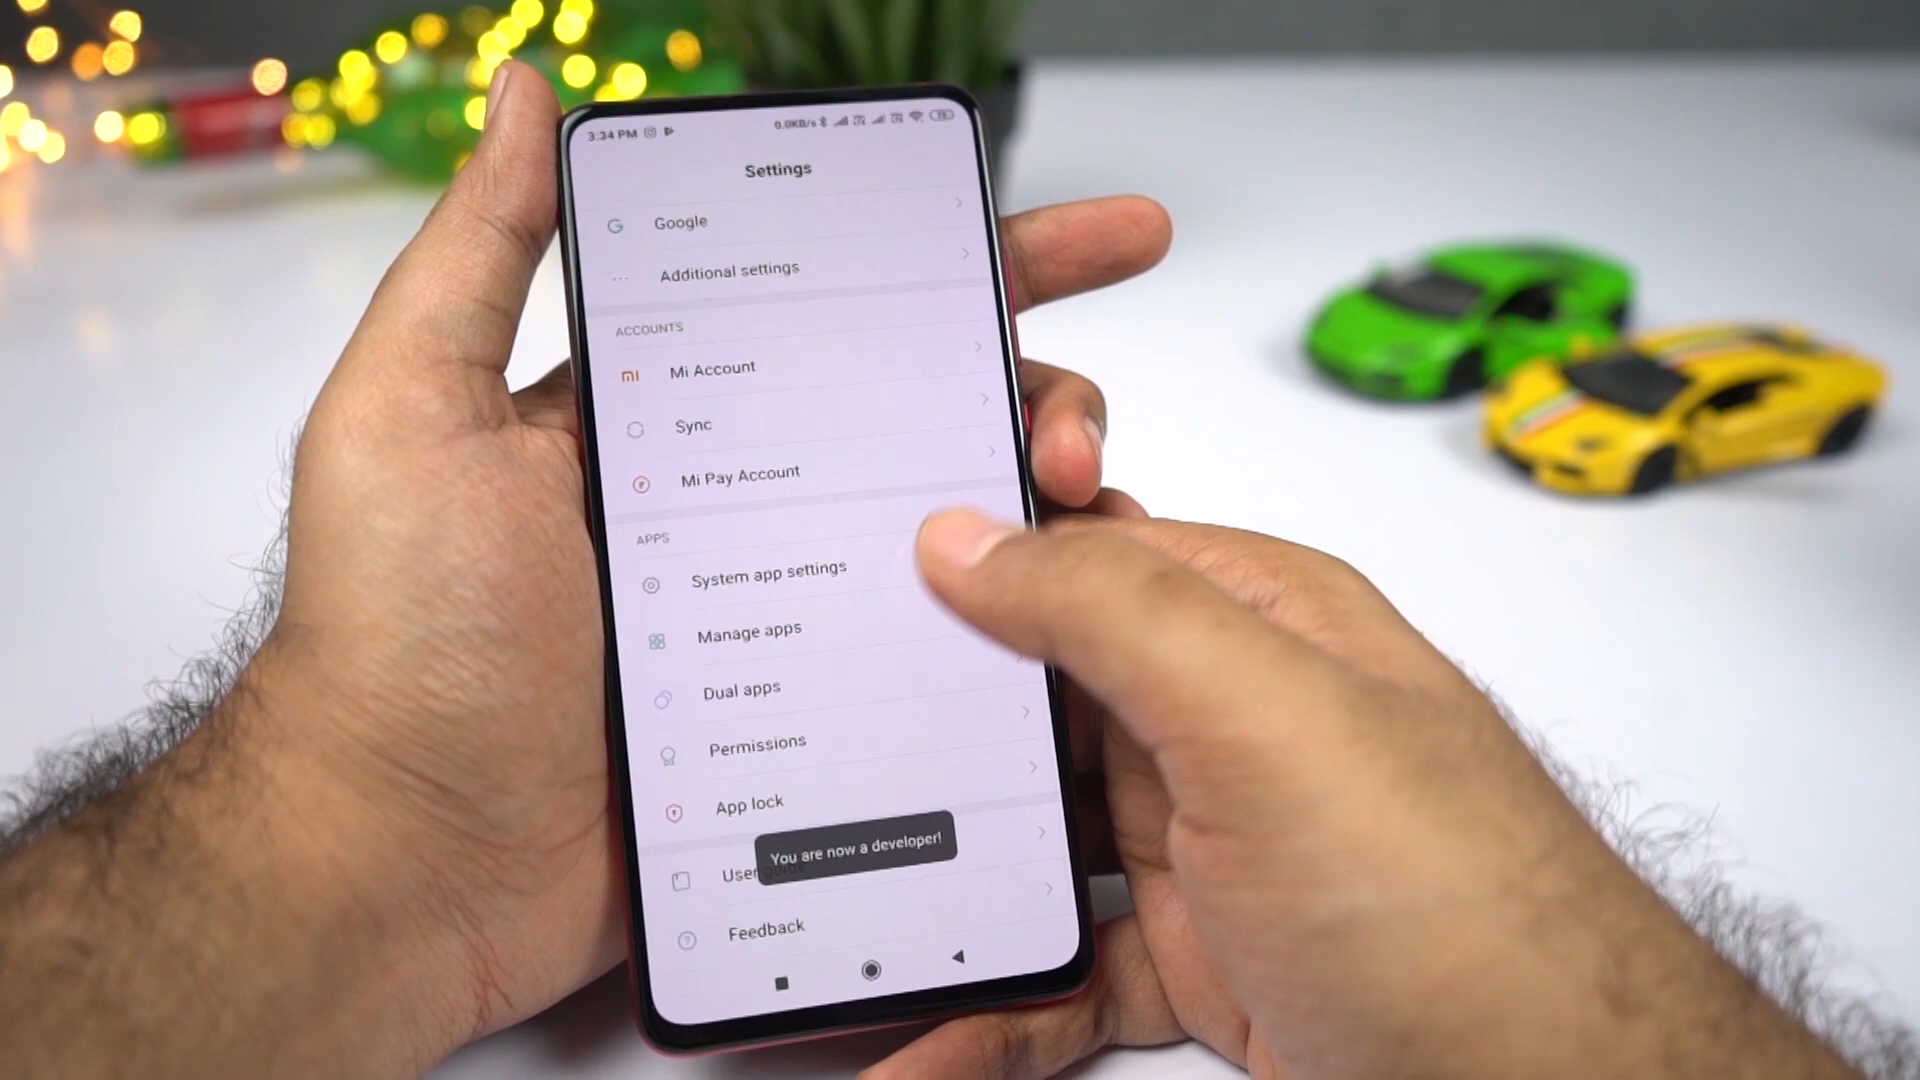 3:34 PM
0.0KB/s
Settings
Google
Additional settings
ACCOUNTS
Mi Account
Sync
Mi Pay Account
APPS
System app settings
Manage apps
Dual apps
Permissions
App lock
You are now a developer!
User
Feedback